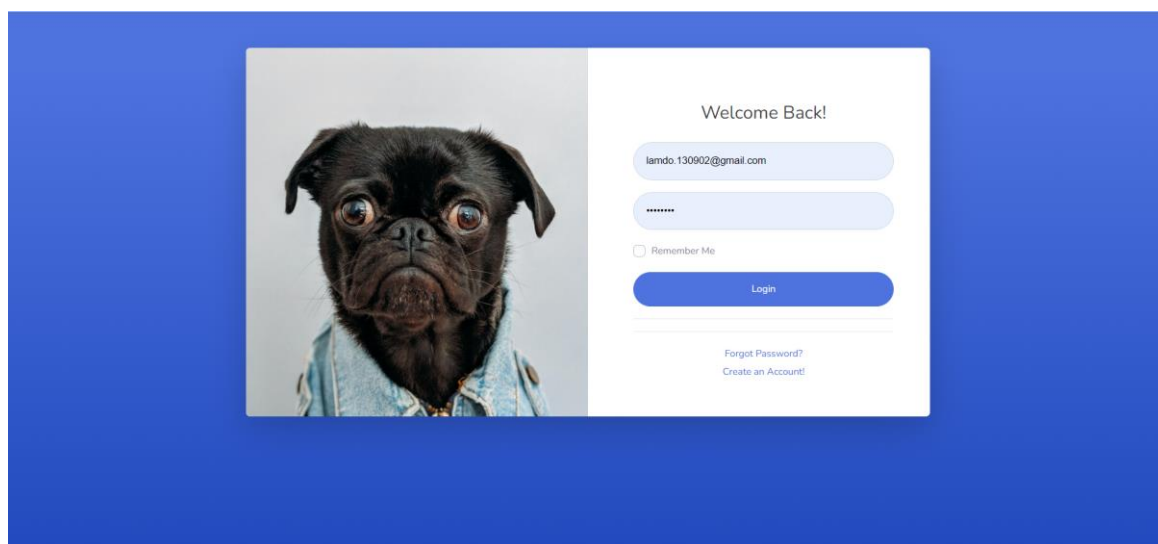 Welcome Back!
lamdo.130902@gmail.com
••••••••
Remember Me
Login
Forgot Password?
Create an Account!